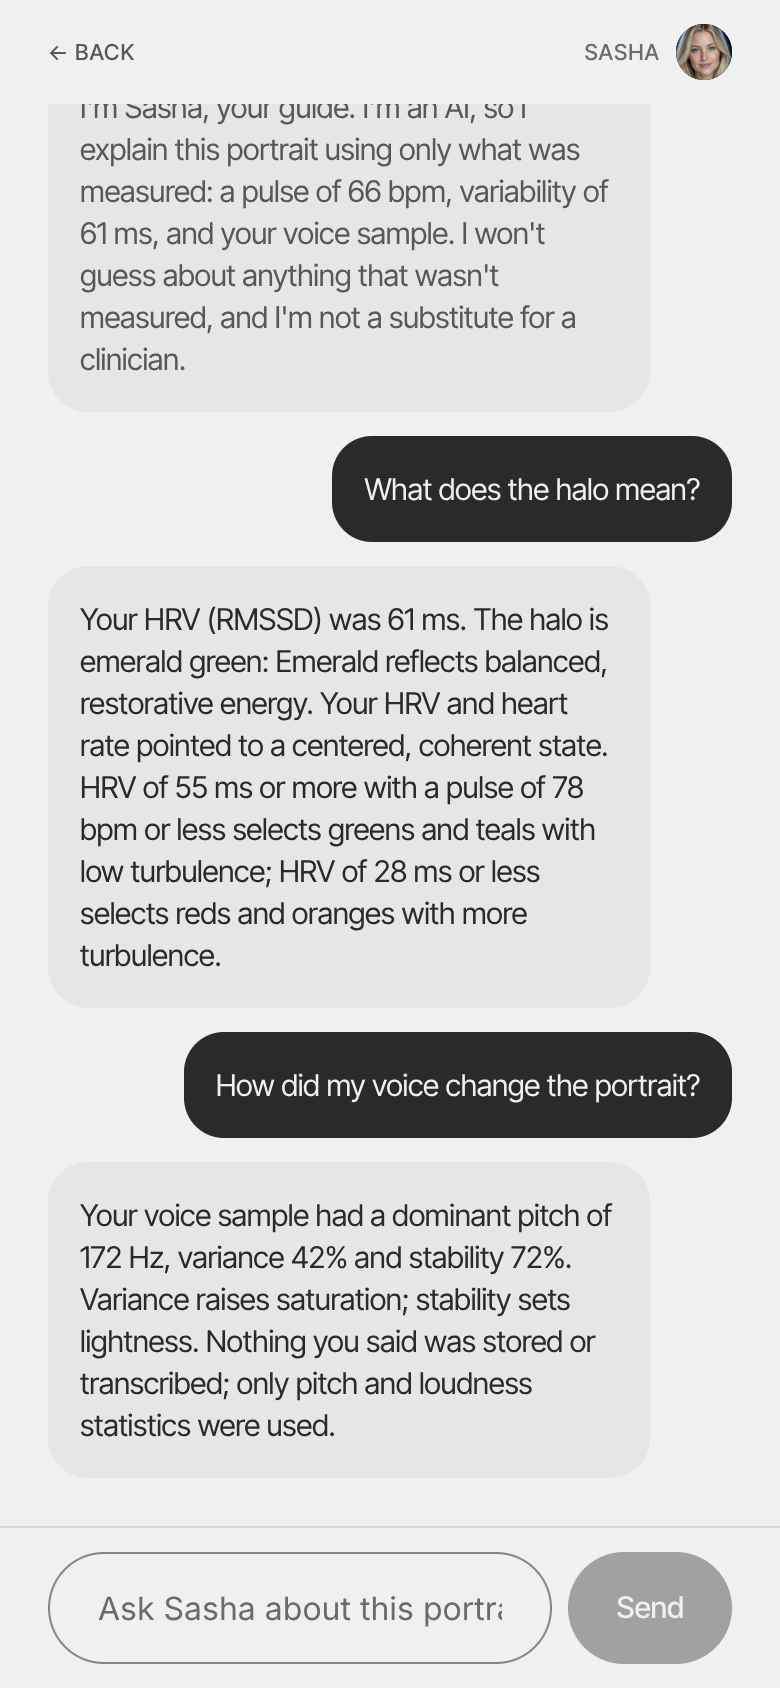 ← BACK
SASHA
I'm Sasha, your guide. I'm an AI, so I
explain this portrait using only what was
measured: a pulse of 66 bpm, variability of
61 ms, and your voice sample. I won't
guess about anything that wasn't
measured, and I'm not a substitute for a
clinician.
What does the halo mean?
Your HRV (RMSSD) was 61 ms. The halo is
emerald green: Emerald reflects balanced,
restorative energy. Your HRV and heart
rate pointed to a centered, coherent state.
HRV of 55 ms or more with a pulse of 78
bpm or less selects greens and teals with
low turbulence; HRV of 28 ms or less
selects reds and oranges with more
turbulence.
How did my voice change the portrait?
Your voice sample had a dominant pitch of
172 Hz, variance 42% and stability 72%.
Variance raises saturation; stability sets
lightness. Nothing you said was stored or
transcribed; only pitch and loudness
statistics were used.
Ask Sasha about this portra
Send